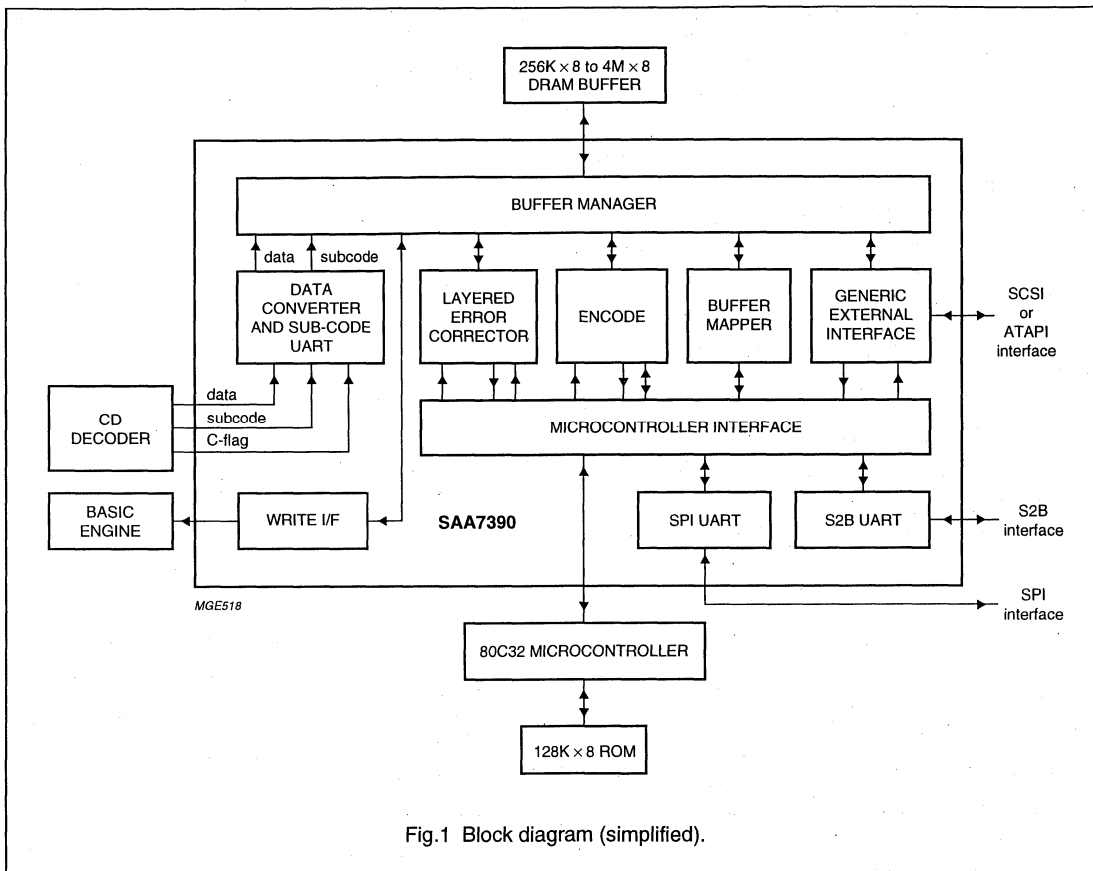 256K × 8 to 4M × 8
DRAM BUFFER
BUFFER MANAGER
data
subcode
DATA
CONVERTER
AND SUB-CODE
UART
LAYERED
ERROR
CORRECTOR
ENCODE
BUFFER
MAPPER
GENERIC
EXTERNAL
INTERFACE
SCSI
or
ATAPI
interface
CD
DECODER
data
subcode
C-flag
MICROCONTROLLER INTERFACE
BASIC
ENGINE
WRITE I/F
SAA7390
SPI UART
S2B UART
S2B
interface
SPI
interface
MGE518
80C32 MICROCONTROLLER
128K × 8 ROM
Fig.1 Block diagram (simplified).